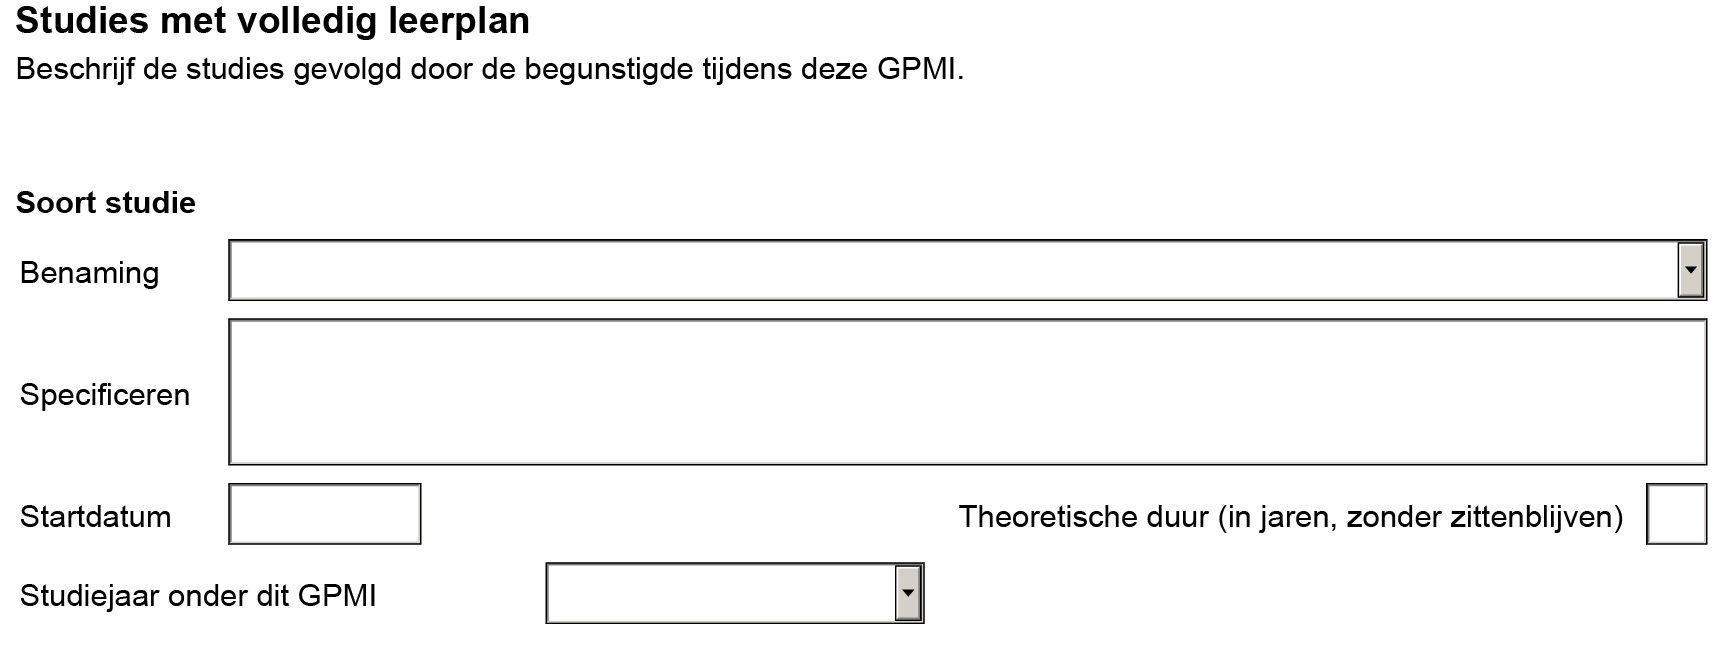 Studies met volledig leerplan
Beschrijf de studies gevolgd door de begunstigde tijdens deze GPMI.
Soort studie
Benaming
Specificeren
Startdatum
Theoretische duur (in jaren, zonder zittenblijven)
Studiejaar onder dit GPMI